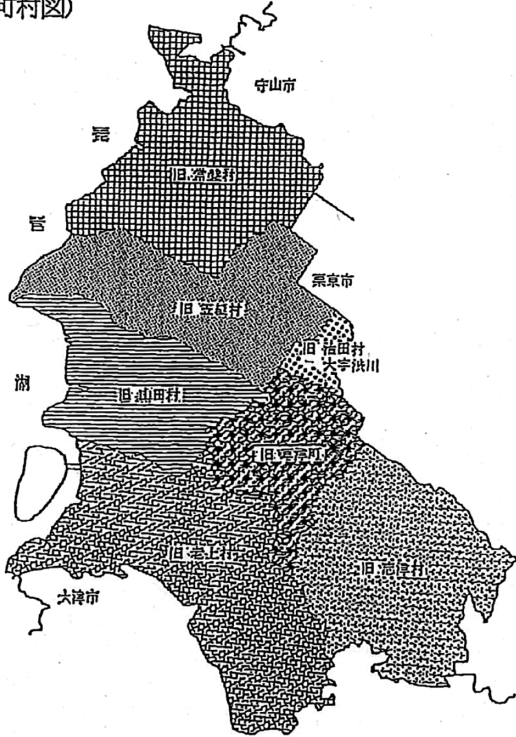 町村図)
守山市
琵
旧 常盤村
琶
栗東市
旧 笠縫村
旧 治田村
大字渋川
湖
旧 山田村
旧 草津町
旧 老上村
旧 志津村
大津市